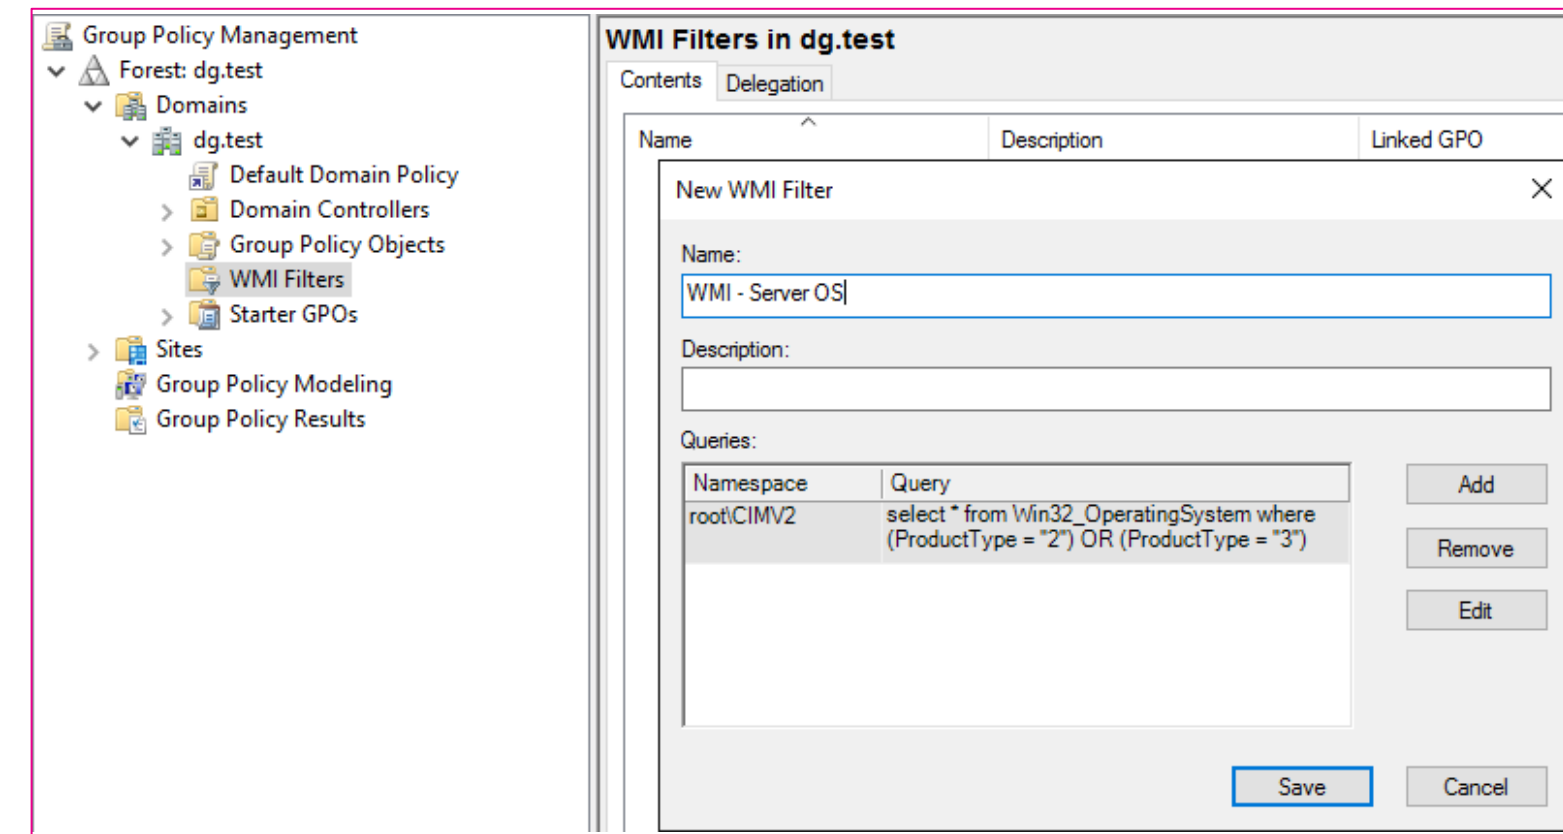 Group Policy Management
Forest: dg.test
Domains
dg.test
Default Domain Policy
Domain Controllers
Group Policy Objects
WMI Filters
Starter GPOs
Sites
Group Policy Modeling
Group Policy Results
WMI Filters in dg.test
Contents Delegation
Name Description Linked GPO
New WMI Filter
Name:
WMI - Server OS
Description:
Queries:
Namespace Query
root\CIMV2 select * from Win32_OperatingSystem where
(ProductType = "2") OR (ProductType = "3")
Add
Remove
Edit
Save Cancel